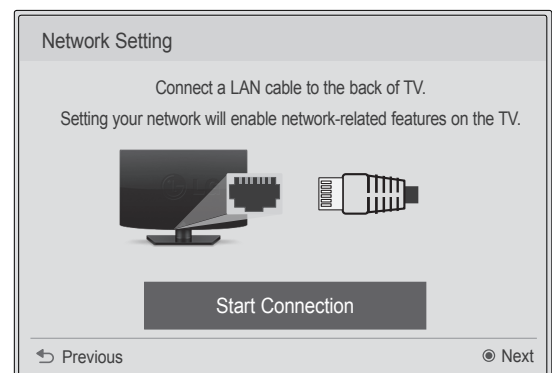 Network Setting
Connect a LAN cable to the back of TV.
Setting your network will enable network-related features on the TV.
LG
Start Connection
Previous
Next